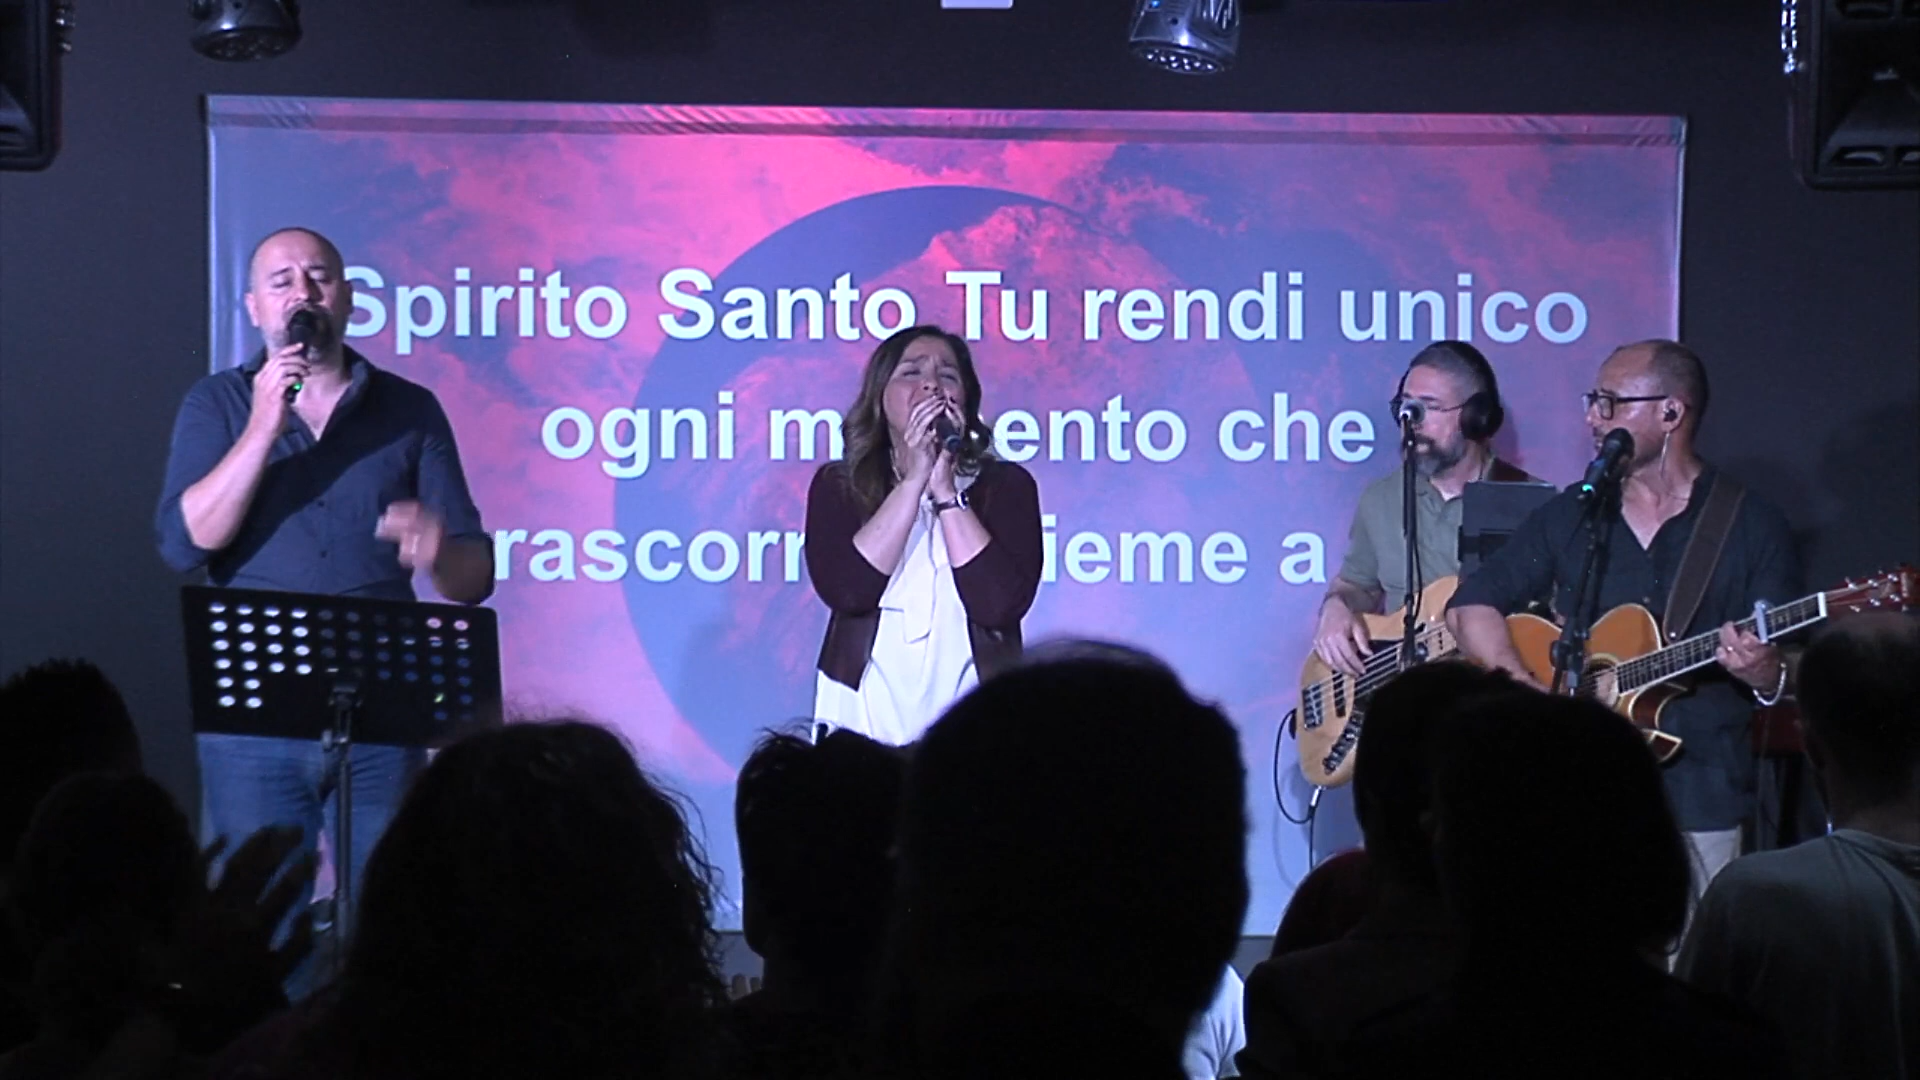 Spirito Santo Tu rendi unico
ogni che
a